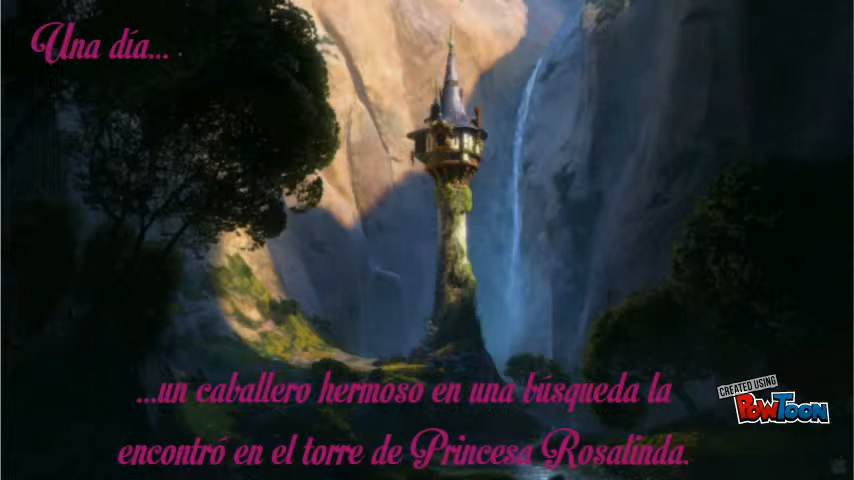 Una día...
...un caballero hermoso en una búsqueda la
encontró en el torre de Princesa Rosalinda.
CREATED USING
POWTOON